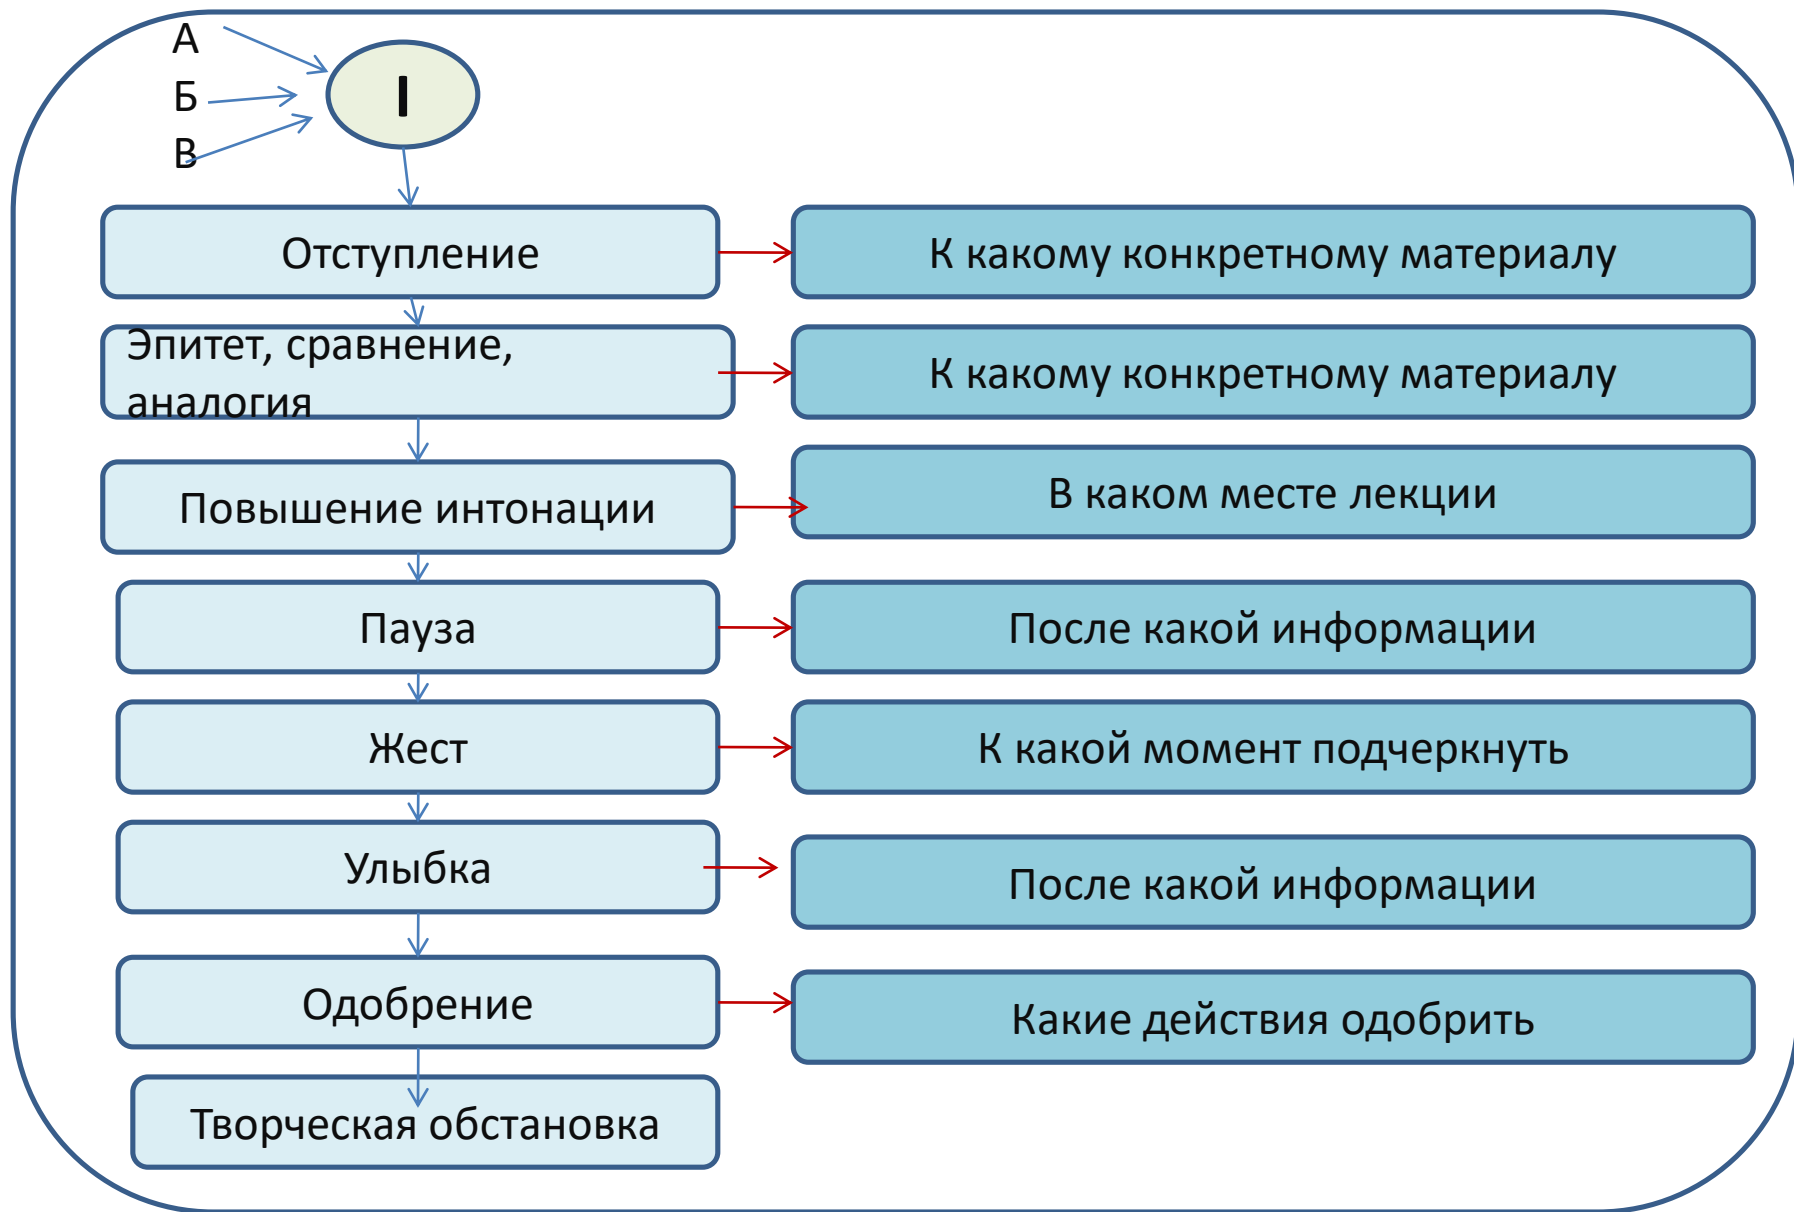 А
Б
В
I
Отступление
К какому конкретному материалу
Эпитет, сравнение,
аналогия
К какому конкретному материалу
Повышение интонации
В каком месте лекции
Пауза
После какой информации
Жест
К какой момент подчеркнуть
Улыбка
После какой информации
Одобрение
Какие действия одобрить
Творческая обстановка